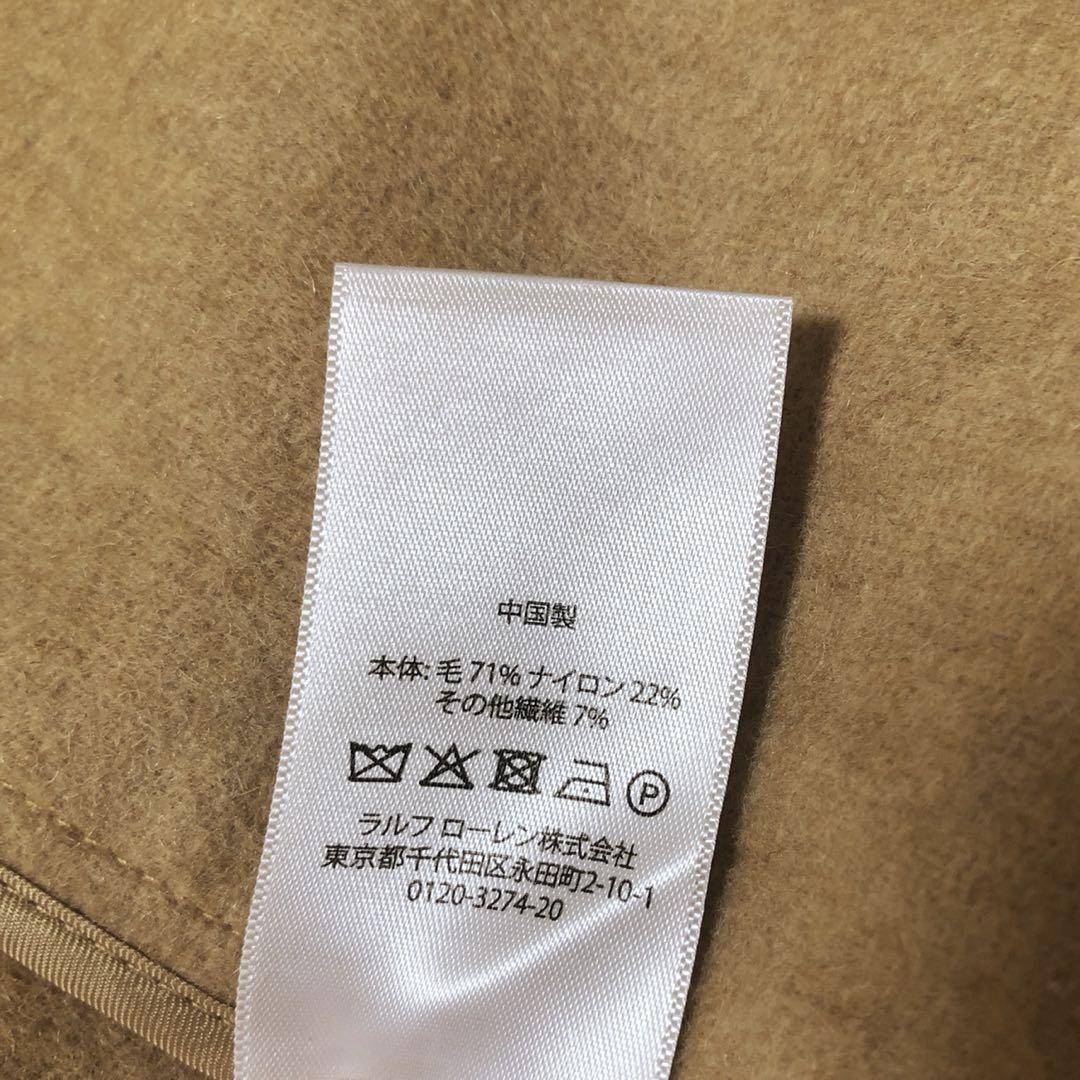 中国製
本体: 毛 71% ナイロン 22%
その他繊維 7%
P
ラルフ ローレン株式会社
東京都千代田区永田町2-10-1
0120-3274-20